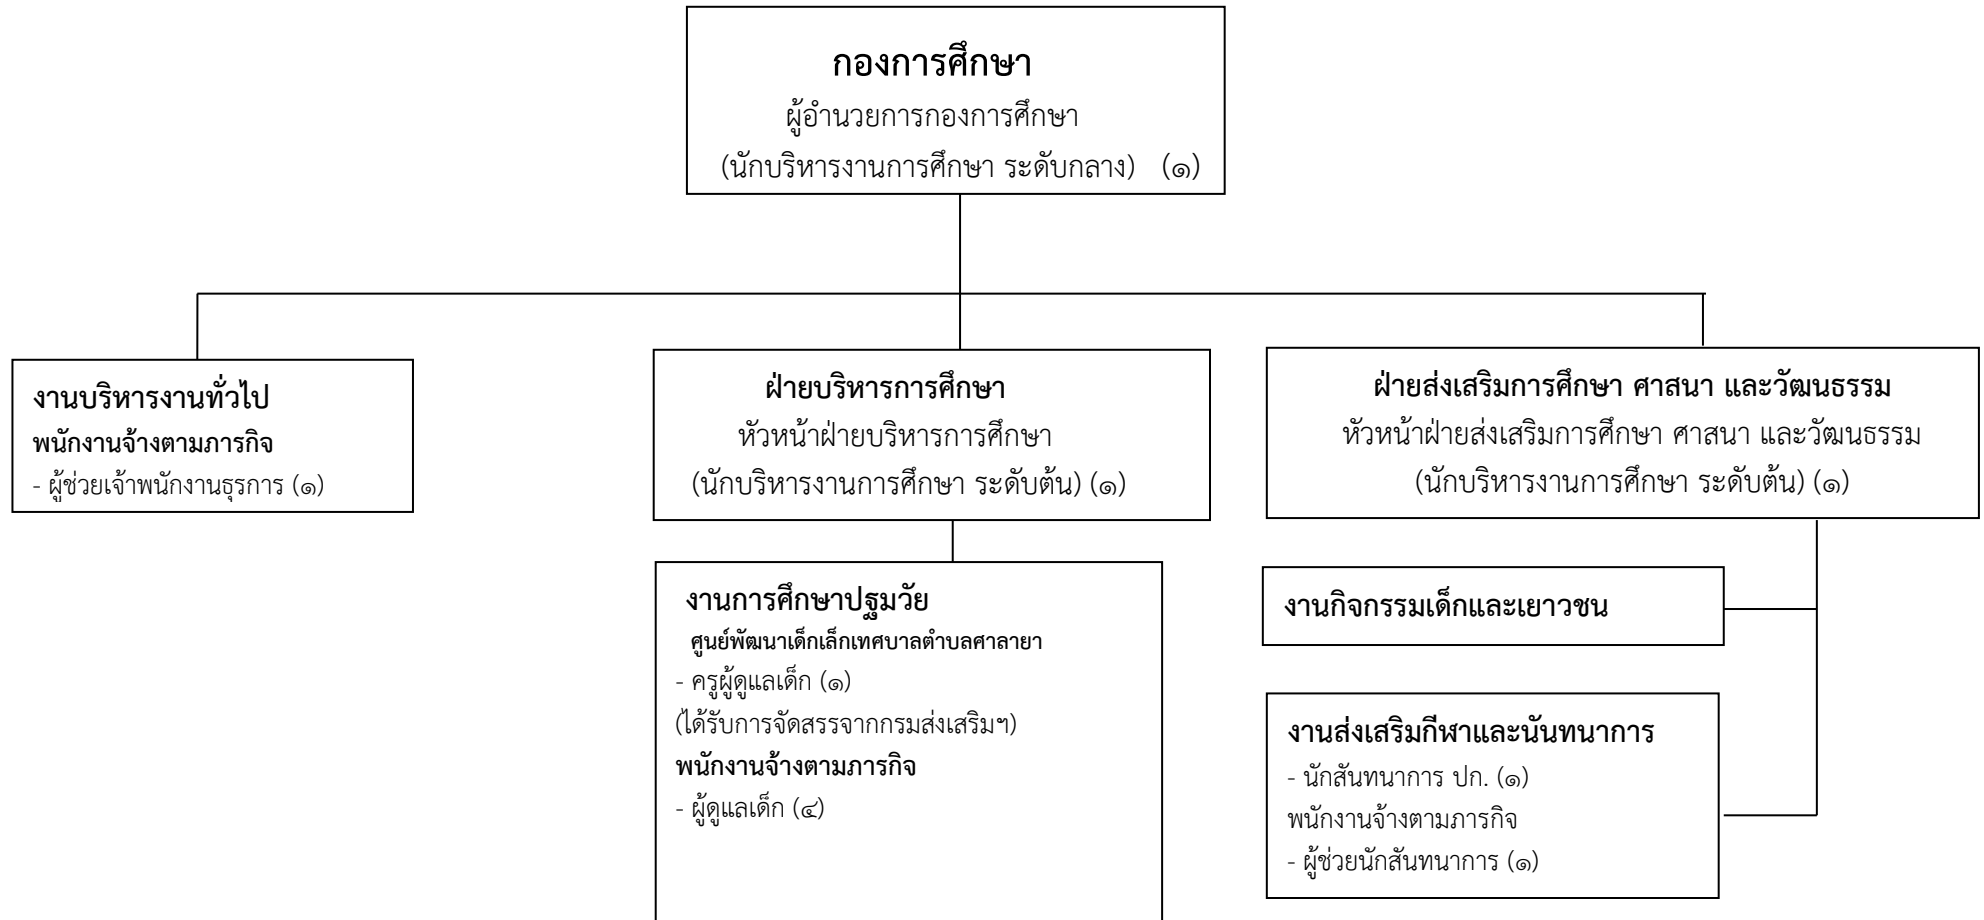 กองการศึกษา
ผู้อำนวยการกองการศึกษา
(นักบริหารงานการศึกษา ระดับกลาง) (๑)
งานบริหารงานทั่วไป
พนักงานจ้างตามภารกิจ
- ผู้ช่วยเจ้าพนักงานธุรการ (๑)
ฝ่ายบริหารการศึกษา
หัวหน้าฝ่ายบริหารการศึกษา
(นักบริหารงานการศึกษา ระดับต้น) (๑)
งานการศึกษาปฐมวัย
ศูนย์พัฒนาเด็กเล็กเทศบาลตำบลศาลายา
- ครูผู้ดูแลเด็ก (๑)
(ได้รับการจัดสรรจากกรมส่งเสริมฯ)
พนักงานจ้างตามภารกิจ
- ผู้ดูแลเด็ก (๔)
ฝ่ายส่งเสริมการศึกษา ศาสนา และวัฒนธรรม
หัวหน้าฝ่ายส่งเสริมการศึกษา ศาสนา และวัฒนธรรม
(นักบริหารงานการศึกษา ระดับต้น) (๑)
งานกิจกรรมเด็กและเยาวชน
งานส่งเสริมกีฬาและนันทนาการ
- นักสันทนาการ ปก. (๑)
พนักงานจ้างตามภารกิจ
- ผู้ช่วยนักสันทนาการ (๑)